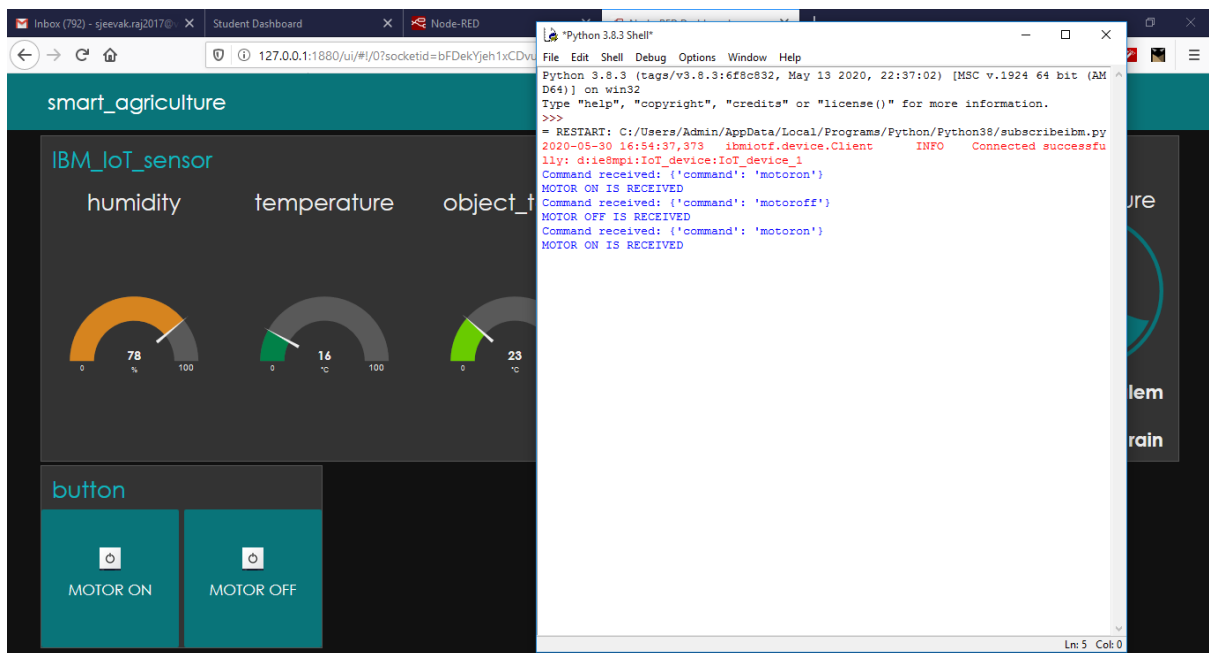 Inbox (792) - sjeevak.raj2017@
Student Dashboard
Node-RED
127.0.0.1:1880/ui/#!/0?socketid=bFDekYjeh1xCDvu
smart_agriculture
IBM_IoT_sensor
humidity
temperature
object_t
78
%
0
100
16
°C
0
100
23
°C
0
ure
lem
rain
button
MOTOR ON
MOTOR OFF
*Python 3.8.3 Shell*
File Edit Shell Debug Options Window Help
Python 3.8.3 (tags/v3.8.3:6f8c832, May 13 2020, 22:37:02) [MSC v.1924 64 bit (AM
D64)] on win32
Type "help", "copyright", "credits" or "license()" for more information.
>>>
= RESTART: C:/Users/Admin/AppData/Local/Programs/Python/Python38/subscribeibm.py
2020-05-30 16:54:37,373 ibmiotf.device.Client INFO Connected successfu
lly: d:ie8mpi:IoT_device:IoT_device_1
Command received: {'command': 'motoron'}
MOTOR ON IS RECEIVED
Command received: {'command': 'motoroff'}
MOTOR OFF IS RECEIVED
Command received: {'command': 'motoron'}
MOTOR ON IS RECEIVED
Ln: 5 Col: 0